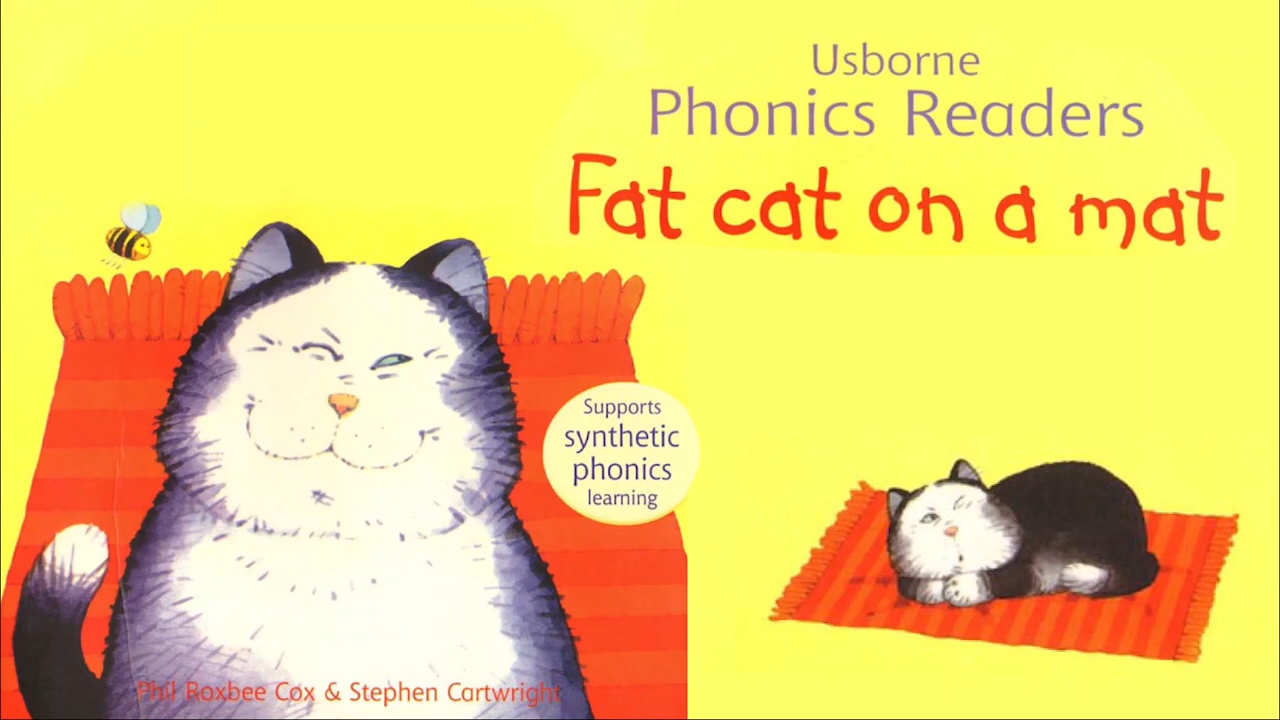 Usborne
Phonics Readers
Fat cat on a mat
Supports
synthetic
phonics
learning
Phil Roxbee Cox & Stephen Cartwright